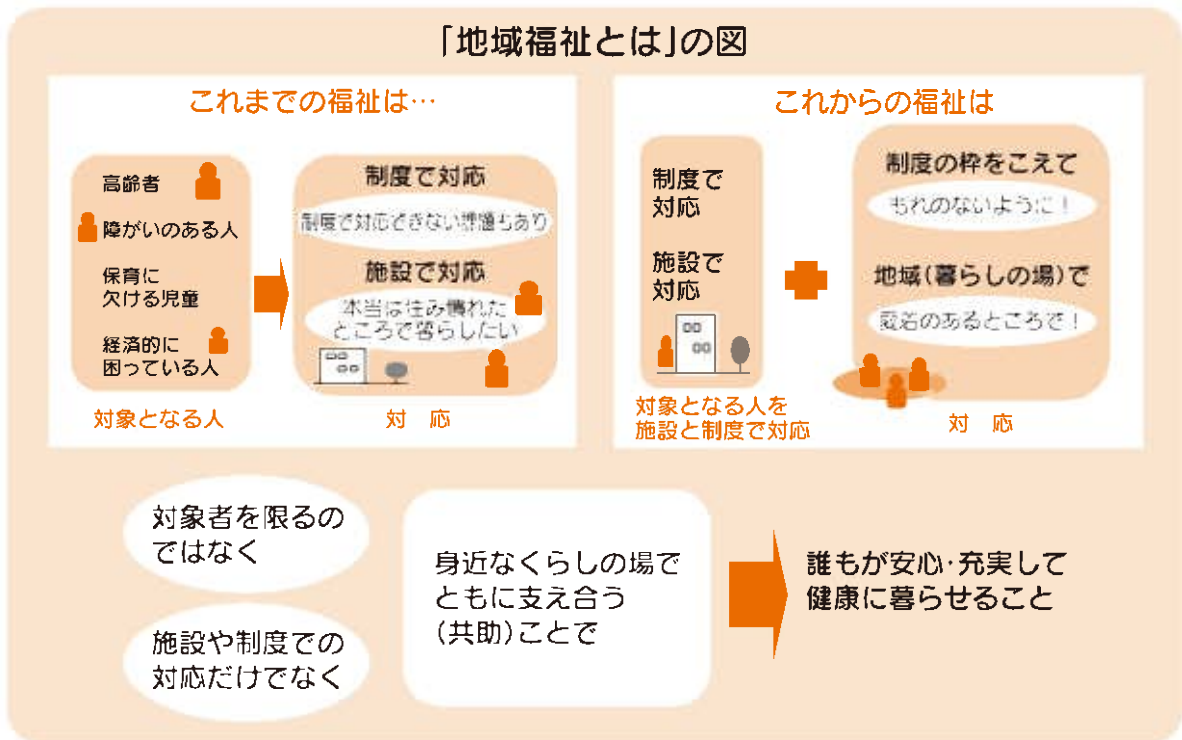 「地域福祉とは」の図
これまでの福祉は…
高齢者
障がいのある人
保育に
欠ける児童
経済的に
困っている人
対象となる人
制度で対応
制度で対応できない課題もあり
施設で対応
本当は住み慣れた
ところで暮らしたい
対 応
これからの福祉は
制度で
対応
施設で
対応
対象となる人を
施設と制度で対応
制度の枠をこえて
もれのないように！
地域（暮らしの場）で
愛着のあるところで！
対 応
対象者を限るの
ではなく
施設や制度での
対応だけでなく
身近なくらしの場で
ともに支え合う
（共助）ことで
誰もが安心・充実して
健康に暮らせること